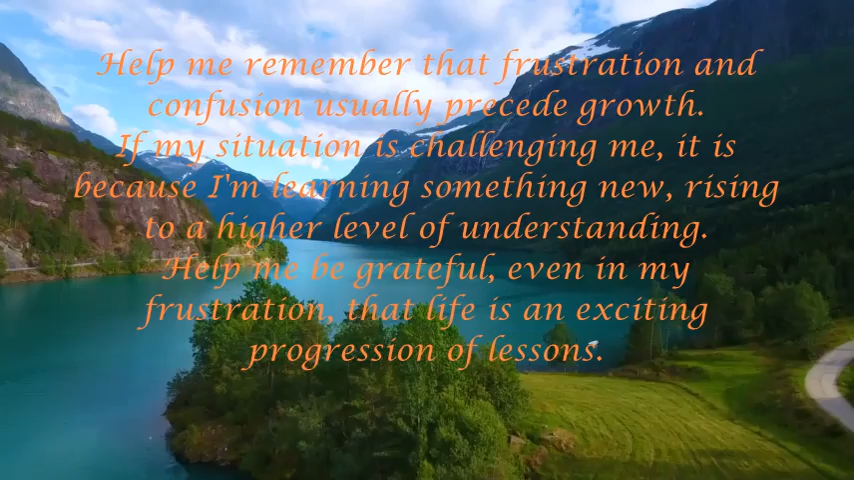 Help me remember that frustration and
confusion usually precede growth.
If my situation is challenging me, it is
because I'm learning something new, rising
to a higher level of understanding.
Help me be grateful, even in my
frustration, that life is an exciting
progression of lessons.